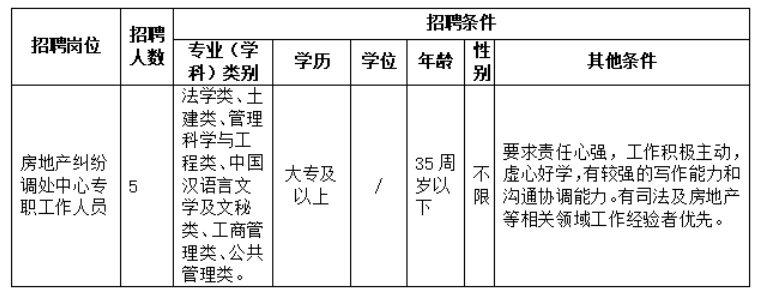 招聘岗位
招聘
人数
招聘条件
专业（学
科）类别
学历
学位
年龄
性
别
其他条件
房地产纠纷
调处中心专
职工作人员
5
法学类、土
建类、管理
科学与工
程类、中国
汉语言文
学及文秘
类、工商管
理类、公共
管理类。
大专及
以上
/
35周
岁以
下
不
限
要求责任心强，工作积极主动，
虚心好学，有较强的写作能力和
沟通协调能力。有司法及房地产
等相关领域工作经验者优先。